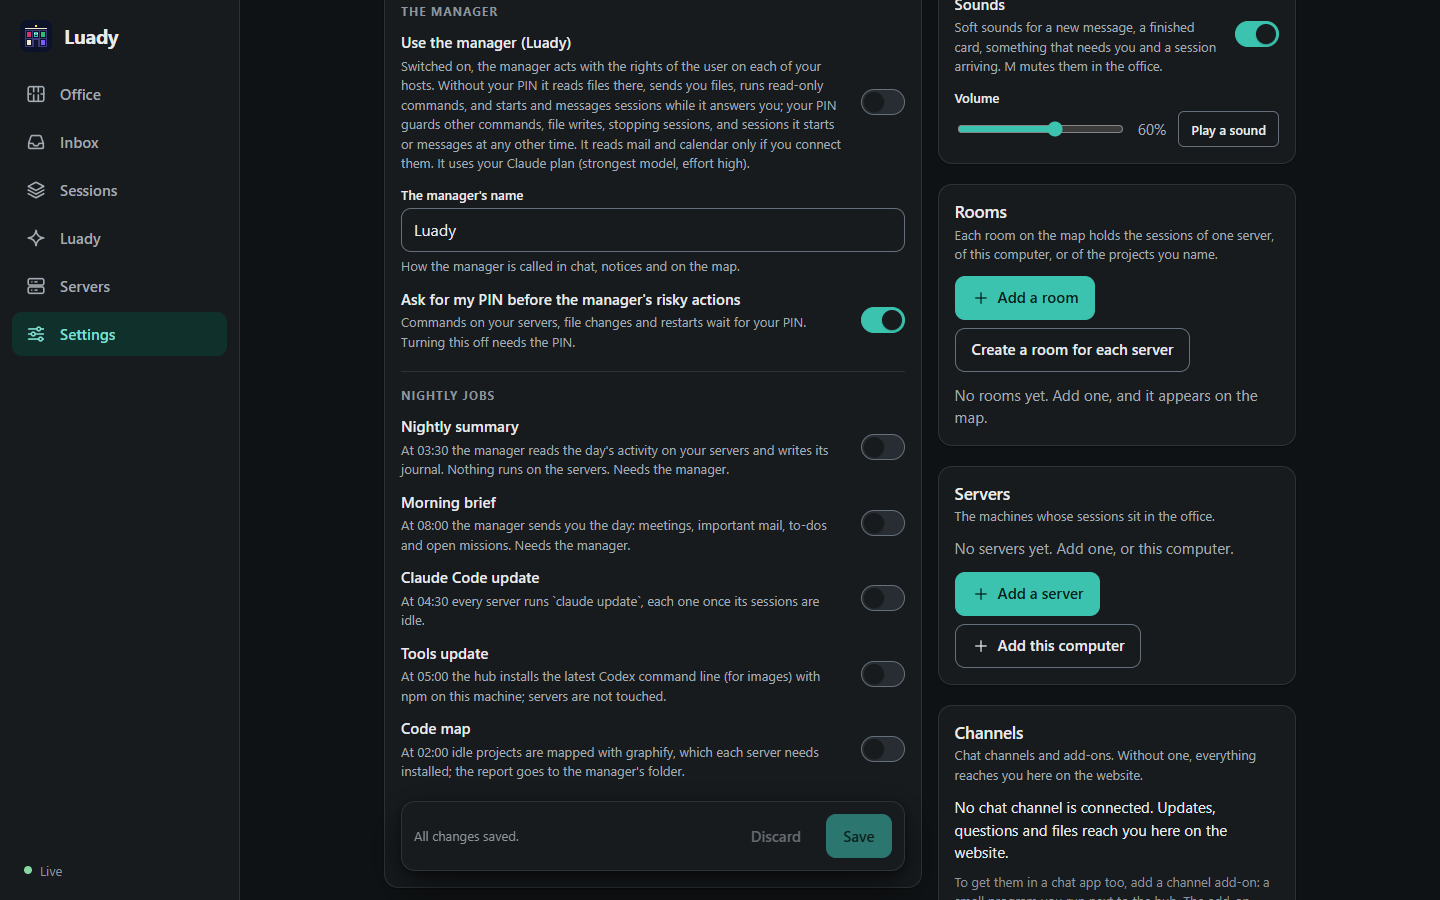 Luady
Office
Inbox
Sessions
Luady
Servers
Settings
Live
THE MANAGER
Use the manager (Luady)
Switched on, the manager acts with the rights of the user on each of your
hosts. Without your PIN it reads files there, sends you files, runs read-only
commands, and starts and messages sessions while it answers you; your PIN
guards other commands, file writes, stopping sessions, and sessions it starts
or messages at any other time. It reads mail and calendar only if you connect
them. It uses your Claude plan (strongest model, effort high).
The manager's name
Luady
How the manager is called in chat, notices and on the map.
Ask for my PIN before the manager's risky actions
Commands on your servers, file changes and restarts wait for your PIN.
Turning this off needs the PIN.
NIGHTLY JOBS
Nightly summary
At 03:30 the manager reads the day's activity on your servers and writes its
journal. Nothing runs on the servers. Needs the manager.
Morning brief
At 08:00 the manager sends you the day: meetings, important mail, to-dos
and open missions. Needs the manager.
Claude Code update
At 04:30 every server runs `claude update`, each one once its sessions are
idle.
Tools update
At 05:00 the hub installs the latest Codex command line (for images) with
npm on this machine; servers are not touched.
Code map
At 02:00 idle projects are mapped with graphify, which each server needs
installed; the report goes to the manager's folder.
All changes saved.
Discard
Save
Sounds
Soft sounds for a new message, a finished
card, something that needs you and a session
arriving. M mutes them in the office.
Volume
60%
Play a sound
Rooms
Each room on the map holds the sessions of one server,
of this computer, or of the projects you name.
Add a room
Create a room for each server
No rooms yet. Add one, and it appears on the
map.
Servers
The machines whose sessions sit in the office.
No servers yet. Add one, or this computer.
Add a server
Add this computer
Channels
Chat channels and add-ons. Without one, everything
reaches you here on the website.
No chat channel is connected. Updates,
questions and files reach you here on the
website.
To get them in a chat app too, add a channel add-on: a